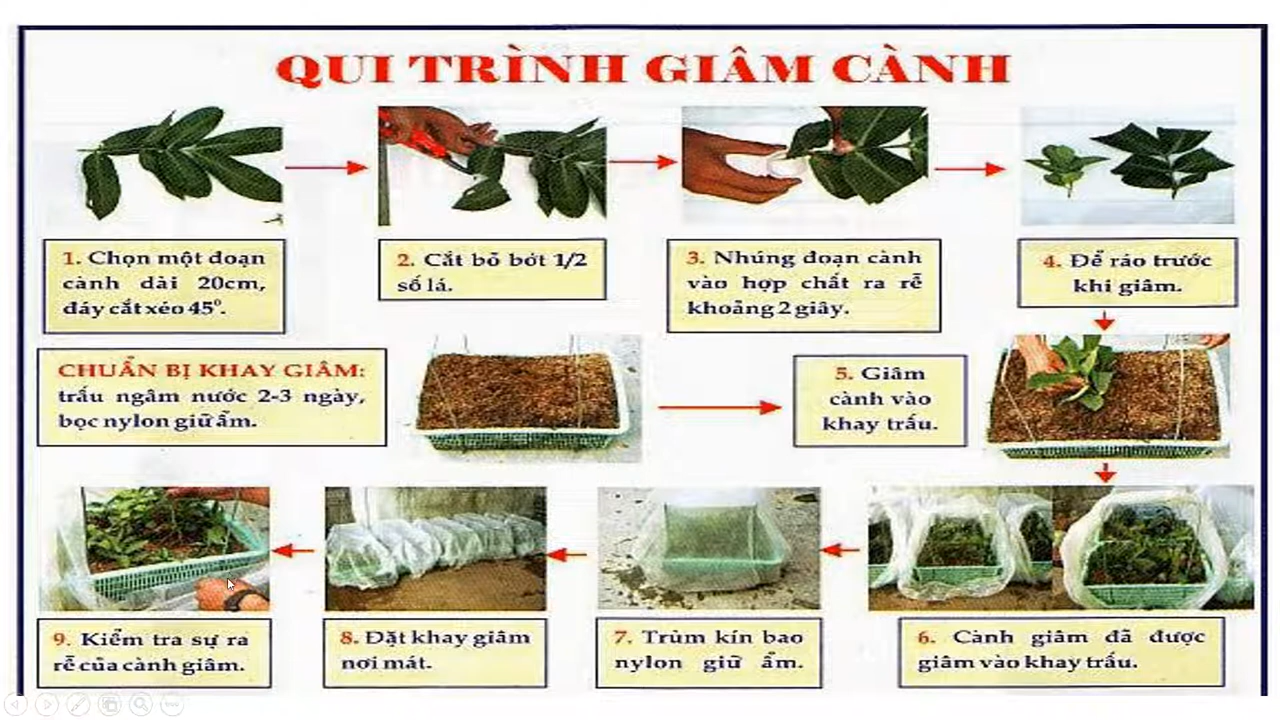 QUI TRÌNH GIÂM CÀNH
1. Chọn một đoạn
cành dài 20cm,
đáy cắt xéo 45⁰.
2. Cắt bỏ bớt 1/2
số lá.
3. Nhúng đoạn cành
vào hợp chất ra rễ
khoảng 2 giây.
4. Để ráo trước
khi giâm.
CHUẨN BỊ KHAY GIÂM:
trấu ngâm nước 2-3 ngày,
bọc nylon giữ ẩm.
5. Giâm
cành vào
khay trấu.
6. Cành giâm đã được
giâm vào khay trấu.
7. Trùm kín bao
nylon giữ ẩm.
8. Đặt khay giâm
nơi mát.
9. Kiểm tra sự ra
rễ của cành giâm.